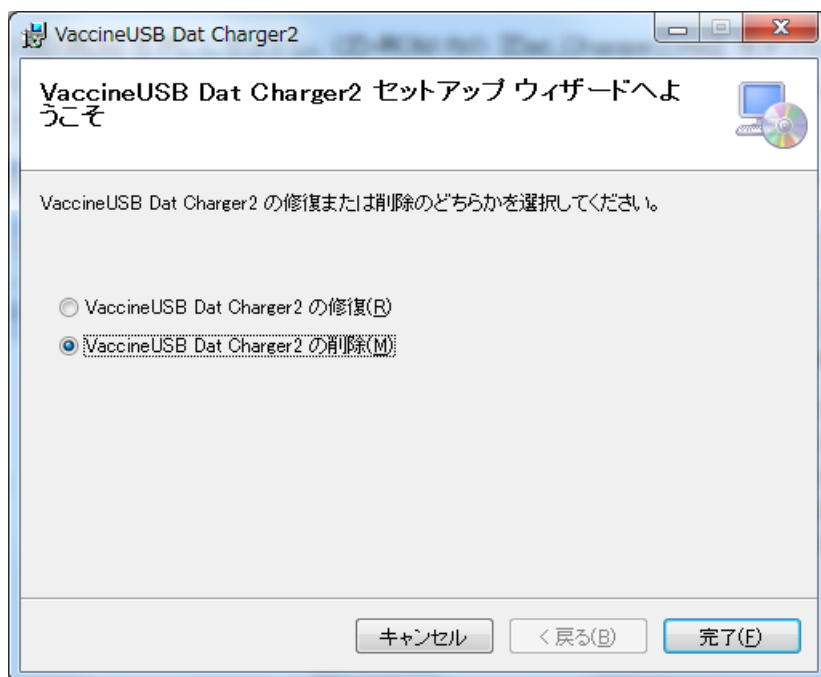 VaccineUSB Dat Charger2
VaccineUSB Dat Charger2 セットアップ ウィザードへよ
うこそ
VaccineUSB Dat Charger2 の修復または削除のどちらかを選択してください。
VaccineUSB Dat Charger2 の修復(R)
VaccineUSB Dat Charger2 の削除(M)
キャンセル
< 戻る(B)
完了(F)